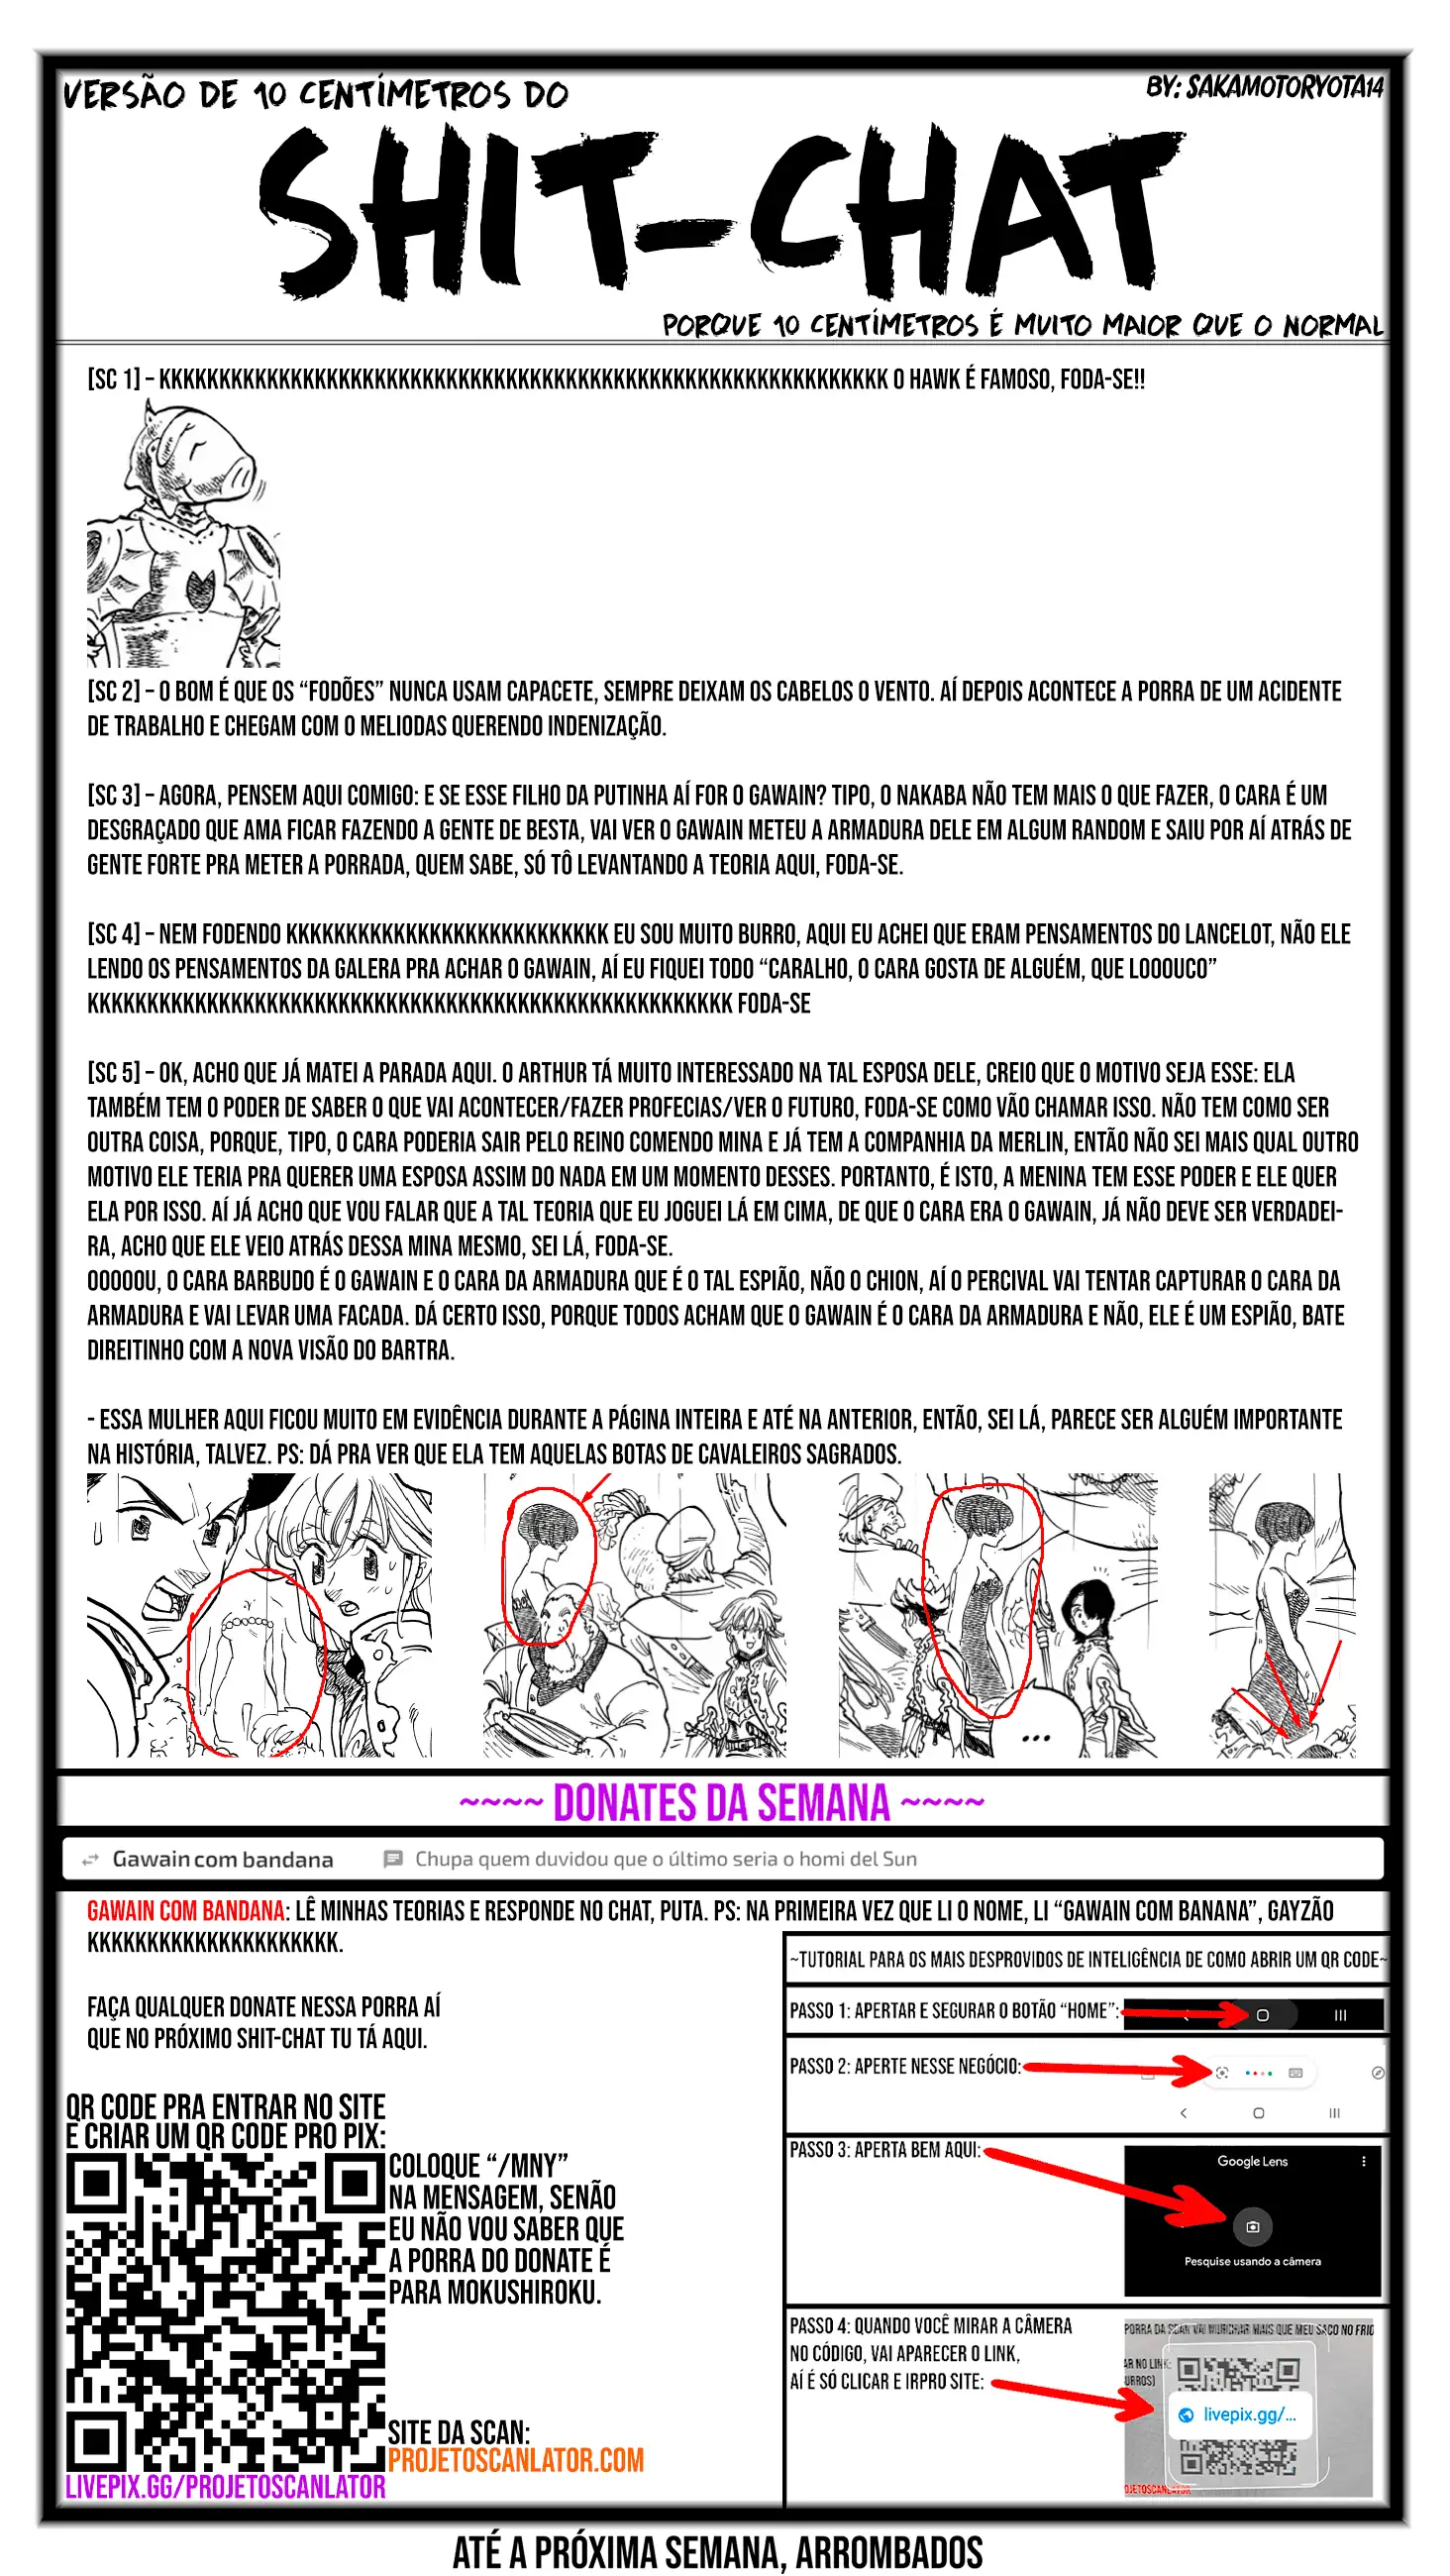 VERSÃO DE 10 CENTÍMETROS DO
BY: SAKAMOTORYOTA14
SHIT-CHAT
PORQUE 10 CENTÍMETROS É MUITO MAIOR QUE O NORMAL
[SC 1] – KKKKKKKKKKKKKKKKKKKKKKKKKKKKKKKKKKKKKKKKKKKKKKKKKKKKKKKKKKKKK O HAWK É FAMOSO, FODA-SE!!
[SC 2] – O BOM É QUE OS “FODÕES” NUNCA USAM CAPACETE, SEMPRE DEIXAM OS CABELOS O VENTO. AÍ DEPOIS ACONTECE A PORRA DE UM ACIDENTE
DE TRABALHO E CHEGAM COM O MELIODAS QUERENDO INDENIZAÇÃO.
[SC 3] – AGORA, PENSEM AQUI COMIGO: E SE ESSE FILHO DA PUTINHA AÍ FOR O GAWAIN? TIPO, O NAKABA NÃO TEM MAIS O QUE FAZER, O CARA É UM
DESGRAÇADO QUE AMA FICAR FAZENDO A GENTE DE BESTA, VAI VER O GAWAIN METEU A ARMADURA DELE EM ALGUM RANDOM E SAIU POR AÍ ATRÁS DE
GENTE FORTE PRA METER A PORRADA, QUEM SABE, SÓ TÔ LEVANTANDO A TEORIA AQUI, FODA-SE.
[SC 4] – NEM FODENDO KKKKKKKKKKKKKKKKKKKKKKKKKKK EU SOU MUITO BURRO, AQUI EU ACHEI QUE ERAM PENSAMENTOS DO LANCELOT, NÃO ELE
LENDO OS PENSAMENTOS DA GALERA PRA ACHAR O GAWAIN, AÍ EU FIQUEI TODO “CARALHO, O CARA GOSTA DE ALGUÉM, QUE LOOOUCO”
KKKKKKKKKKKKKKKKKKKKKKKKKKKKKKKKKKKKKKKKKKKKKKKKKKKKKK FODA-SE
[SC 5] – OK, ACHO QUE JÁ MATEI A PARADA AQUI. O ARTHUR TÁ MUITO INTERESSADO NA TAL ESPOSA DELE, CREIO QUE O MOTIVO SEJA ESSE: ELA
TAMBÉM TEM O PODER DE SABER O QUE VAI ACONTECER/FAZER PROFECIAS/VER O FUTURO, FODA-SE COMO VÃO CHAMAR ISSO. NÃO TEM COMO SER
OUTRA COISA, PORQUE, TIPO, O CARA PODERIA SAIR PELO REINO COMENDO MINA E JÁ TEM A COMPANHIA DA MERLIN, ENTÃO NÃO SEI MAIS QUAL OUTRO
MOTIVO ELE TERIA PRA QUERER UMA ESPOSA ASSIM DO NADA EM UM MOMENTO DESSES. PORTANTO, É ISTO, A MENINA TEM ESSE PODER E ELE QUER
ELA POR ISSO. AÍ JÁ ACHO QUE VOU FALAR QUE A TAL TEORIA QUE EU JOGUEI LÁ EM CIMA, DE QUE O CARA ERA O GAWAIN, JÁ NÃO DEVE SER VERDADEI-
RA, ACHO QUE ELE VEIO ATRÁS DESSA MINA MESMO, SEI LÁ, FODA-SE.
OOOOOU, O CARA BARBUDO É O GAWAIN E O CARA DA ARMADURA QUE É O TAL ESPIÃO, NÃO O CHION, AÍ O PERCIVAL VAI TENTAR CAPTURAR O CARA DA
ARMADURA E VAI LEVAR UMA FACADA. DÁ CERTO ISSO, PORQUE TODOS ACHAM QUE O GAWAIN É O CARA DA ARMADURA E NÃO, ELE É UM ESPIÃO, BATE
DIREITINHO COM A NOVA VISÃO DO BARTRA.
- ESSA MULHER AQUI FICOU MUITO EM EVIDÊNCIA DURANTE A PÁGINA INTEIRA E ATÉ NA ANTERIOR, ENTÃO, SEI LÁ, PARECE SER ALGUÉM IMPORTANTE
NA HISTÓRIA, TALVEZ. PS: DÁ PRA VER QUE ELA TEM AQUELAS BOTAS DE CAVALEIROS SAGRADOS.
...
~~~~ DONATES DA SEMANA ~~~~
Gawain com bandana Chupa quem duvidou que o último seria o homi del Sun
GAWAIN COM BANDANA: LÊ MINHAS TEORIAS E RESPONDE NO CHAT, PUTA. PS: NA PRIMEIRA VEZ QUE LI O NOME, LI “GAWAIN COM BANANA”, GAYZÃO
KKKKKKKKKKKKKKKKKKKKK.
FAÇA QUALQUER DONATE NESSA PORRA AÍ
QUE NO PRÓXIMO SHIT-CHAT TU TÁ AQUI.
QR CODE PRA ENTRAR NO SITE
E CRIAR UM QR CODE PRO PIX:
COLOQUE “/MNY”
NA MENSAGEM, SENÃO
EU NÃO VOU SABER QUE
A PORRA DO DONATE É
PARA MOKUSHIROKU.
SITE DA SCAN:
PROJETOSCANLATOR.COM
LIVEPIX.GG/PROJETOSCANLATOR
~TUTORIAL PARA OS MAIS DESPROVIDOS DE INTELIGÊNCIA DE COMO ABRIR UM QR CODE~
PASSO 1: APERTAR E SEGURAR O BOTÃO “HOME”:
PASSO 2: APERTE NESSE NEGÓCIO:
PASSO 3: APERTA BEM AQUI:
Google Lens
Pesquise usando a câmera
PASSO 4: QUANDO VOCÊ MIRAR A CÂMERA
NO CÓDIGO, VAI APARECER O LINK,
AÍ É SÓ CLICAR E IRPRO SITE:
PORRA DA SCAN VAI MURCHAR MAIS QUE MEU SACO NO FRIO
AR NO LINK:
URROS)
livepix.gg/...
OJETOSCANLATOR
ATÉ A PRÓXIMA SEMANA, ARROMBADOS